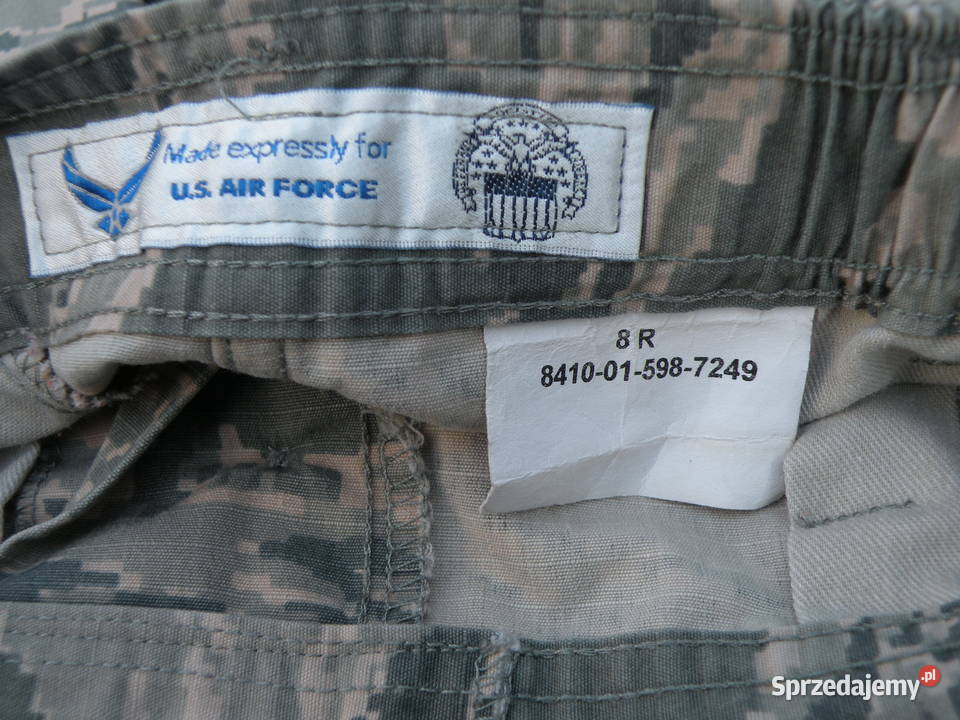 Made expressly for
U.S. AIR FORCE
8 R
8410-01-598-7249
Sprzedajemy.pl